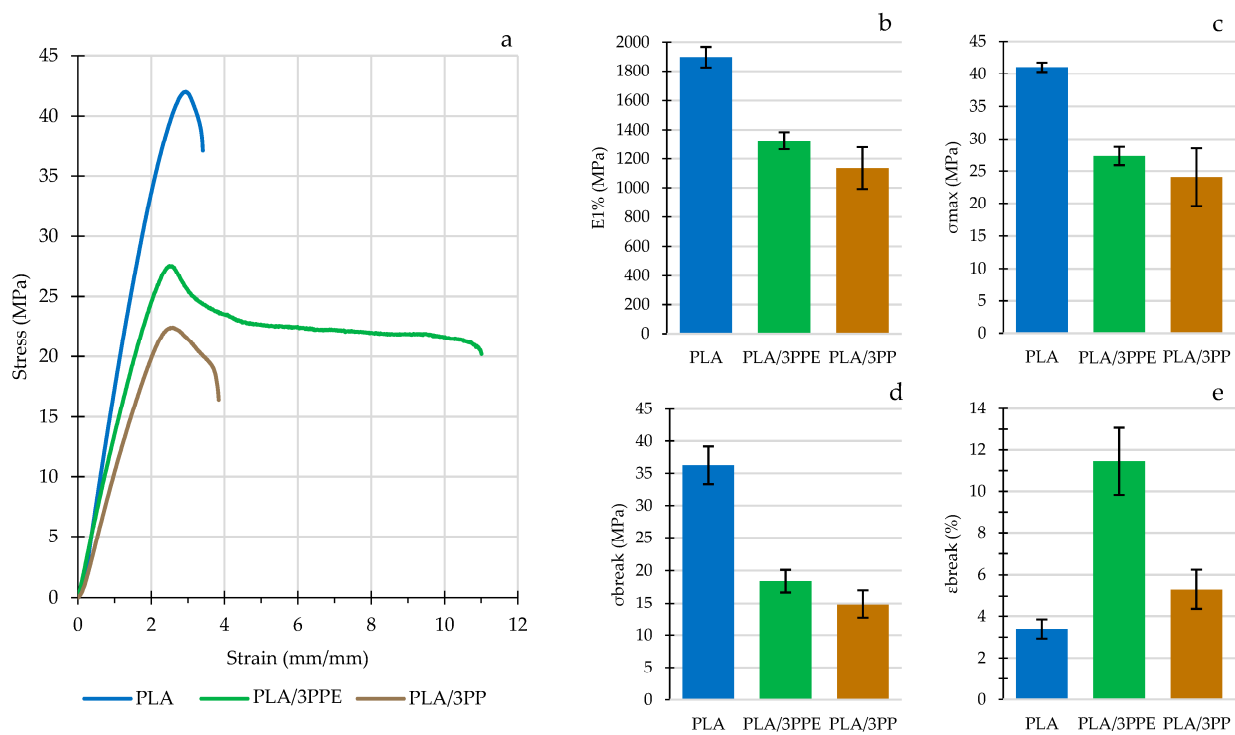 a
45
40
35
30
25
20
15
10
5
0
Stress (MPa)
0 2 4 6 8 10 12
Strain (mm/mm)
PLA PLA/3PPE PLA/3PP
b
2000
1800
1600
1400
1200
1000
800
600
400
200
0
E1% (MPa)
PLA PLA/3PPE PLA/3PP
c
45
40
35
30
25
20
15
10
5
0
σmax (MPa)
PLA PLA/3PPE PLA/3PP
d
45
40
35
30
25
20
15
10
5
0
σbreak (MPa)
PLA PLA/3PPE PLA/3PP
e
14
12
10
8
6
4
2
0
εbreak (%)
PLA PLA/3PPE PLA/3PP